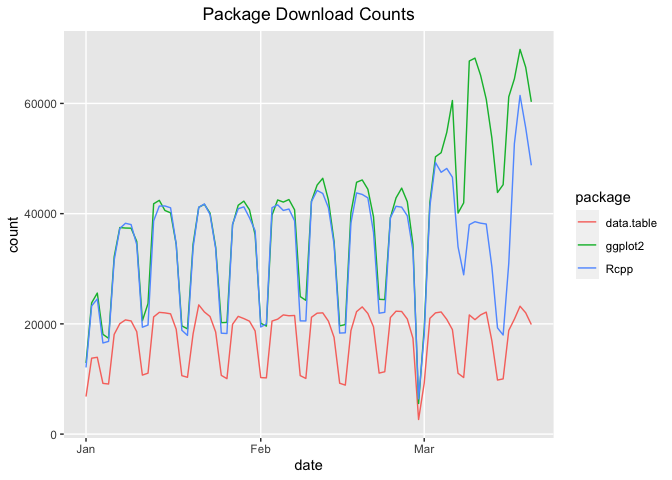 Package Download Counts
60000
40000
20000
0
count
Jan
Feb
Mar
date
package
data.table
ggplot2
Rcpp